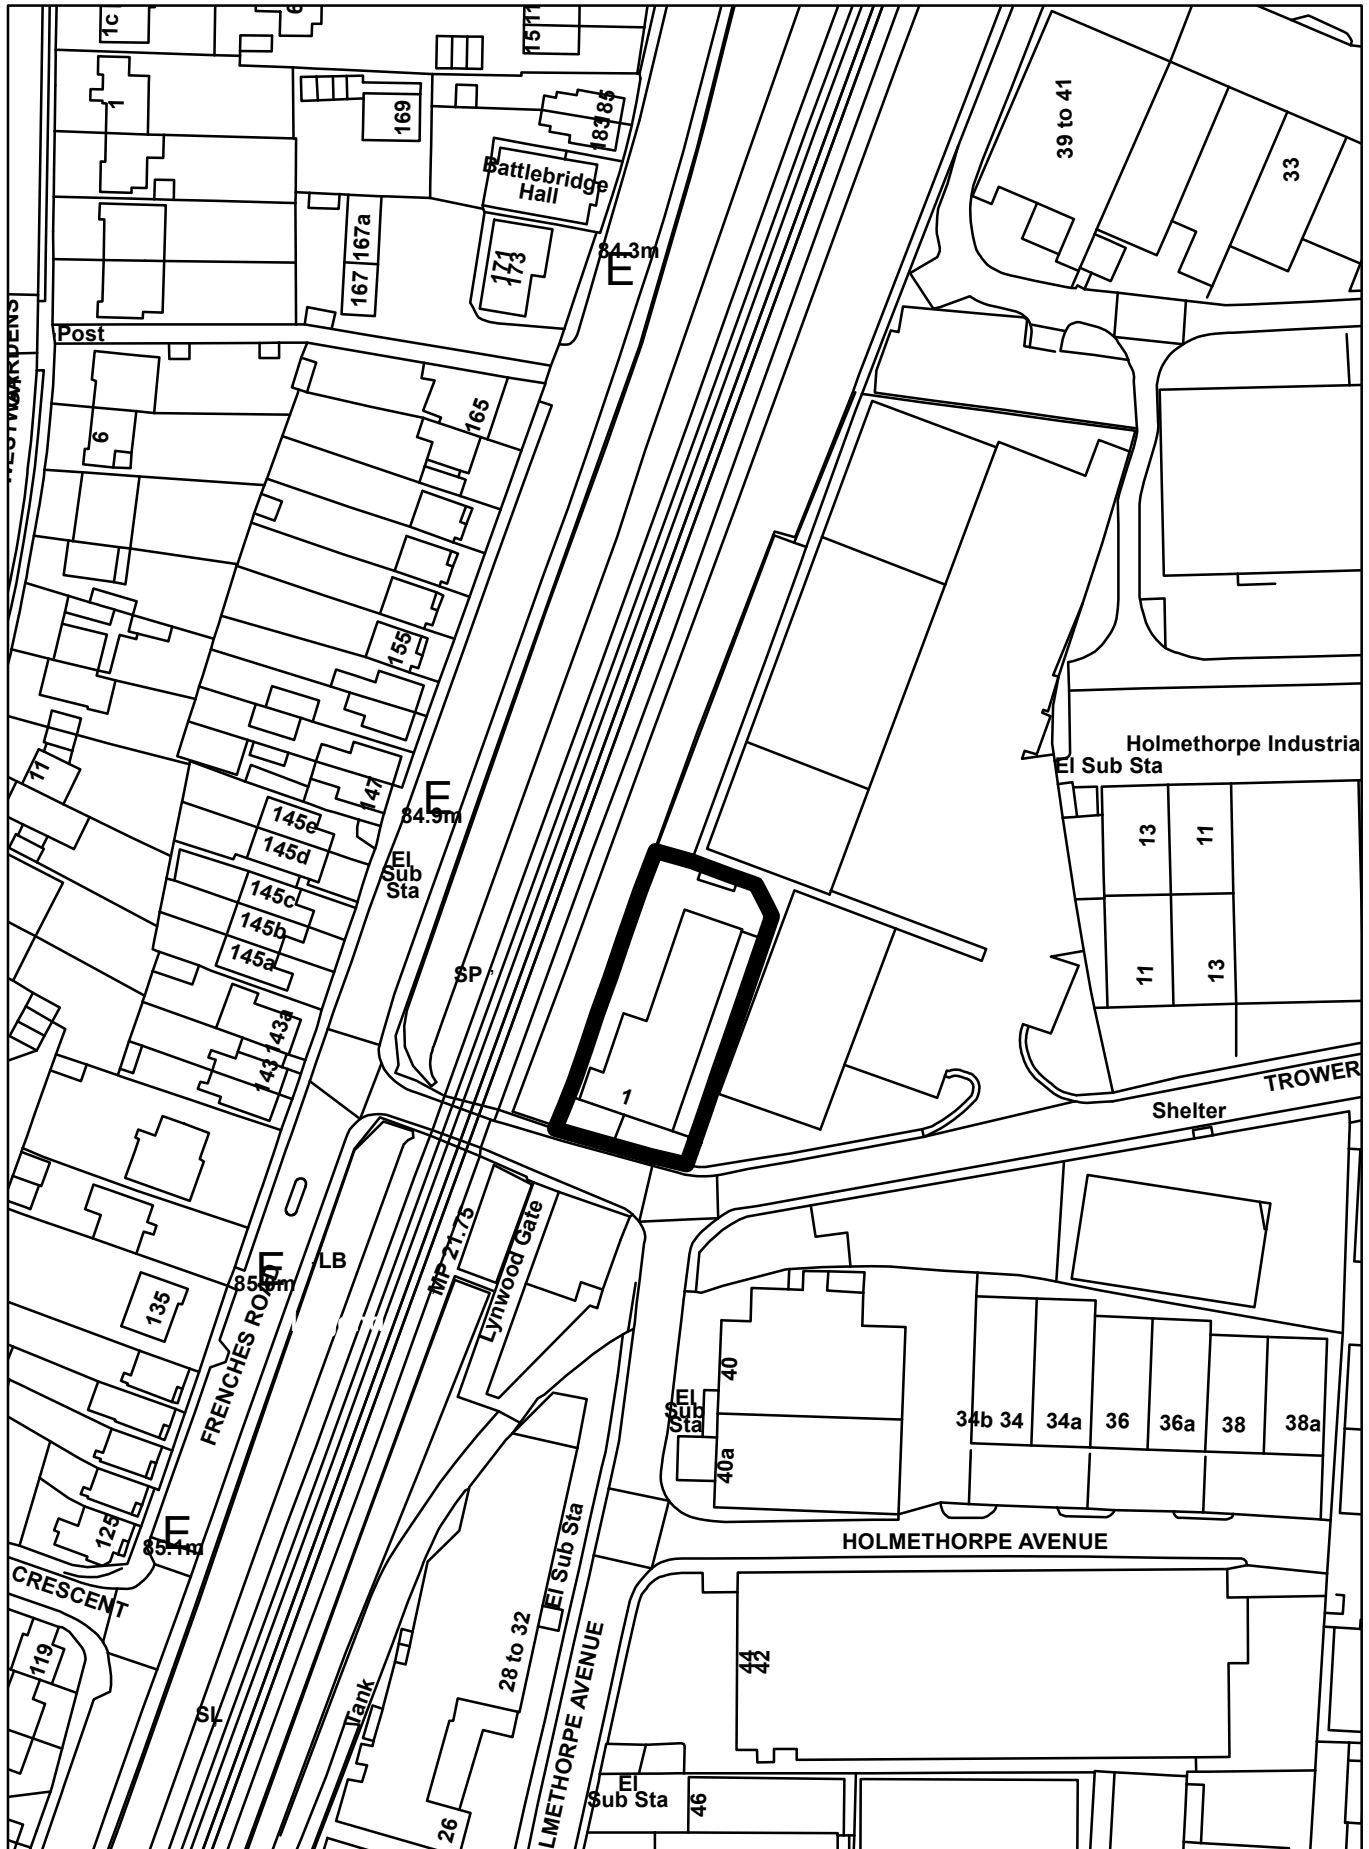 1c
6
15
11
1
169
185
183
Battlebridge
Hall
39 to 41
33
167a
167
171
173
84.3m
E
GARDENS
Post
6
165
155
11
147
E
84.9m
El
Sub
Sta
145e
145d
145c
145b
145a
143a
143
SP
Holmethorpe Industria
El Sub Sta
13
11
11
13
1
TROWER
Shelter
MP 21.75
Lynwood Gate
E
LB
135
FRENCHES ROAD
40
El
Sub
Sta
40a
34b 34
34a
36
36a
38
38a
125
E
85.1m
CRESCENT
119
HOLMETHORPE AVENUE
El Sub Sta
28 to 32
LMETHORPE AVENUE
44
42
SL
Tank
26
El
Sub Sta
46